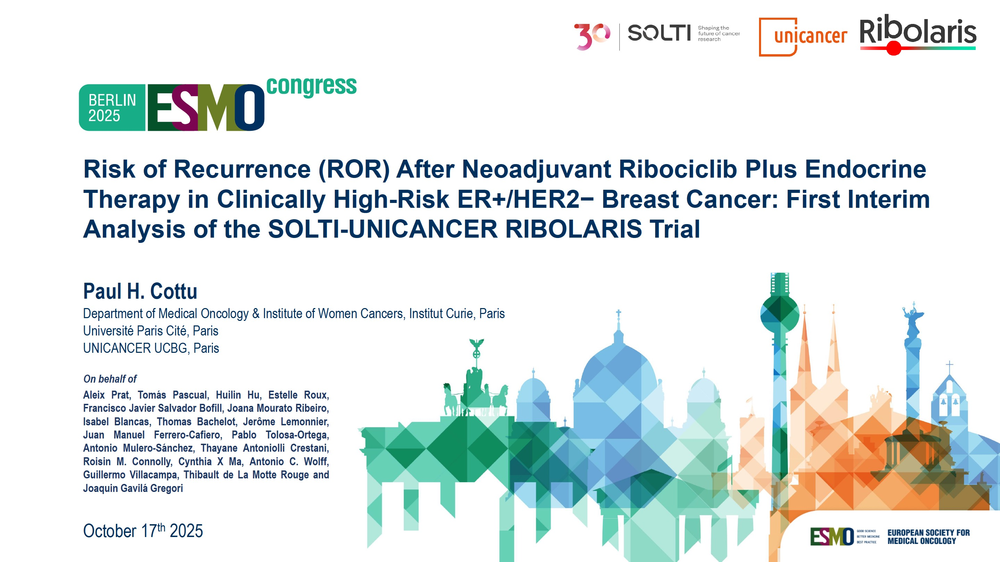 30
SOLTI
Shaping the
future of cancer
research
unicancer
Ribolaris
BERLIN
2025
ESMO
congress
Risk of Recurrence (ROR) After Neoadjuvant Ribociclib Plus Endocrine
Therapy in Clinically High-Risk ER+/HER2− Breast Cancer: First Interim
Analysis of the SOLTI-UNICANCER RIBOLARIS Trial
Paul H. Cottu
Department of Medical Oncology & Institute of Women Cancers, Institut Curie, Paris
Université Paris Cité, Paris
UNICANCER UCBG, Paris
On behalf of
Aleix Prat, Tomás Pascual, Huilin Hu, Estelle Roux,
Francisco Javier Salvador Bofill, Joana Mourato Ribeiro,
Isabel Blancas, Thomas Bachelot, Jerôme Lemonnier,
Juan Manuel Ferrero-Cafiero, Pablo Tolosa-Ortega,
Antonio Mulero-Sánchez, Thayane Antoniolli Crestani,
Roisin M. Connolly, Cynthia X Ma, Antonio C. Wolff,
Guillermo Villacampa, Thibault de La Motte Rouge and
Joaquin Gavilá Gregori
October 17th 2025
ESMO
GOOD SCIENCE
BETTER MEDICINE
BEST PRACTICE
EUROPEAN SOCIETY FOR
MEDICAL ONCOLOGY